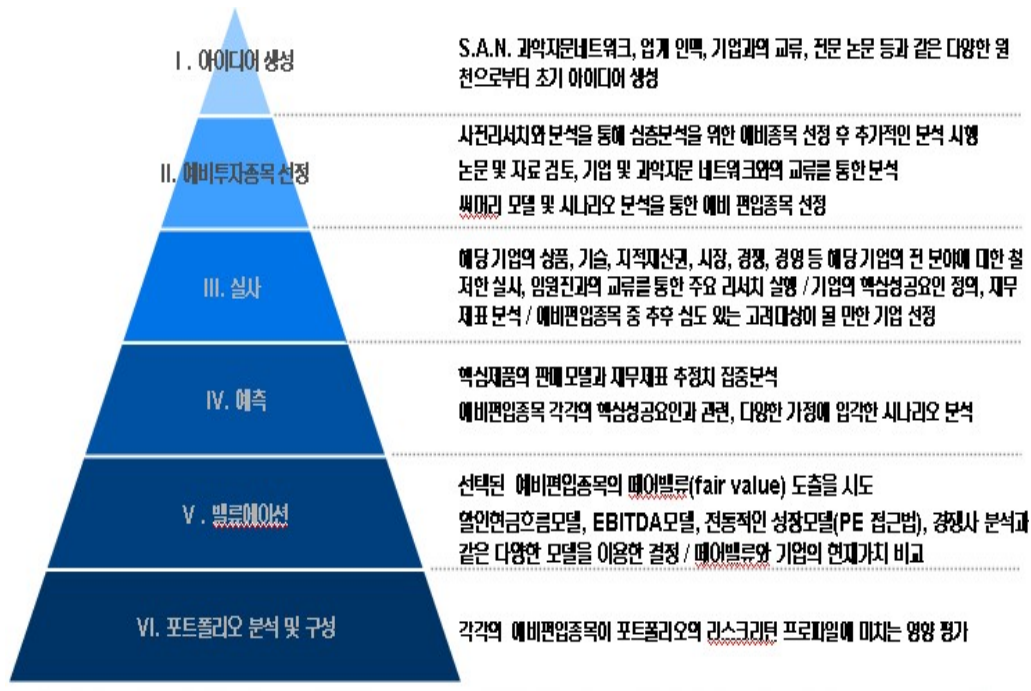 I. 아이디어 생성
S.A.N. 과학자문네트워크, 업계 인맥, 기업과의 교류, 전문 논문 등과 같은 다양한 원
천으로부터 초기 아이디어 생성
II. 예비투자종목 선정
사전리서치와 분석을 통해 심층분석을 위한 예비종목 선정 후 추가적인 분석 시행
논문 및 자료 검토, 기업 및 과학자문 네트워크와의 교류를 통한 분석
써머리 모델 및 시나리오 분석을 통한 예비 편입종목 선정
III. 실사
해당 기업의 상품, 기술, 지적재산권, 시장, 경쟁, 경영 등 해당 기업의 전 분야에 대한 철
저한 실사, 임원진과의 교류를 통한 주요 리서치 실행 / 기업의 핵심성공요인 정의, 재무
재표 분석 / 예비편입종목 중 추후 심도 있는 고려대상이 될 만한 기업 선정
IV. 예측
핵심제품의 판매모델과 재무재표 추정치 집중분석
예비편입종목 각각의 핵심성공요인과 관련, 다양한 가정에 입각한 시나리오 분석
V. 밸류에이션
선택된 예비편입종목의 페어밸류(fair value) 도출을 시도
할인현금흐름모델, EBITDA모델, 전통적인 성장모델(PE 접근법), 경쟁사 분석과
같은 다양한 모델을 이용한 결정 / 페어밸류와 기업의 현재가치 비교
VI. 포트폴리오 분석 및 구성
각각의 예비편입종목이 포트폴리오의 리스크리턴 프로파일에 미치는 영향 평가